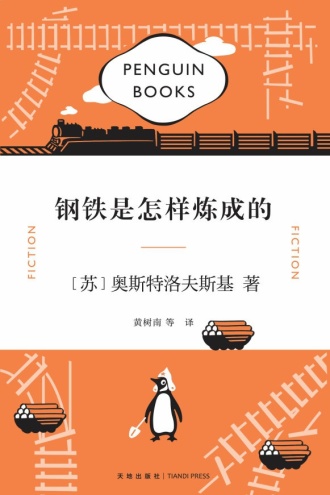 PENGUIN
BOOKS
钢铁是怎样炼成的
FICTION
FICTION
[苏]奥斯特洛夫斯基 著
黄树南 等 译
天地出版社 | TIANDI PRESS